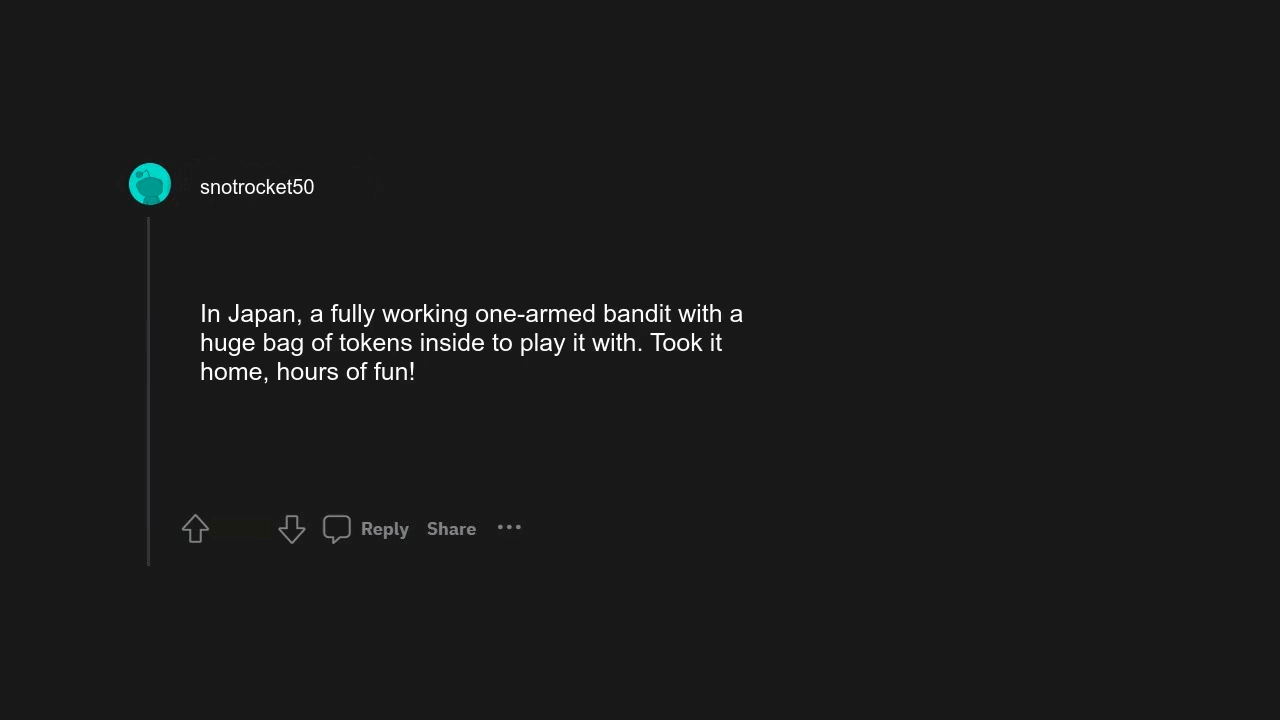 snotrocket50
In Japan, a fully working one-armed bandit with a
huge bag of tokens inside to play it with. Took it
home, hours of fun!
Reply Share